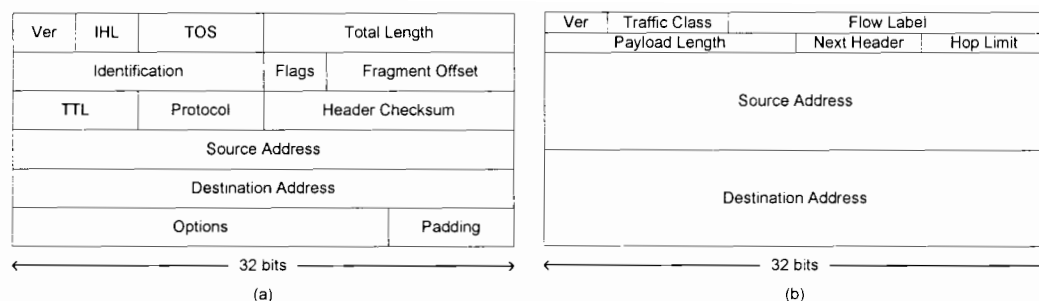 Ver IHL TOS Total Length
Identification Flags Fragment Offset
TTL Protocol Header Checksum
Source Address
Destination Address
Options Padding
32 bits
(a)
Ver Traffic Class Flow Label
Payload Length Next Header Hop Limit
Source Address
Destination Address
32 bits
(b)